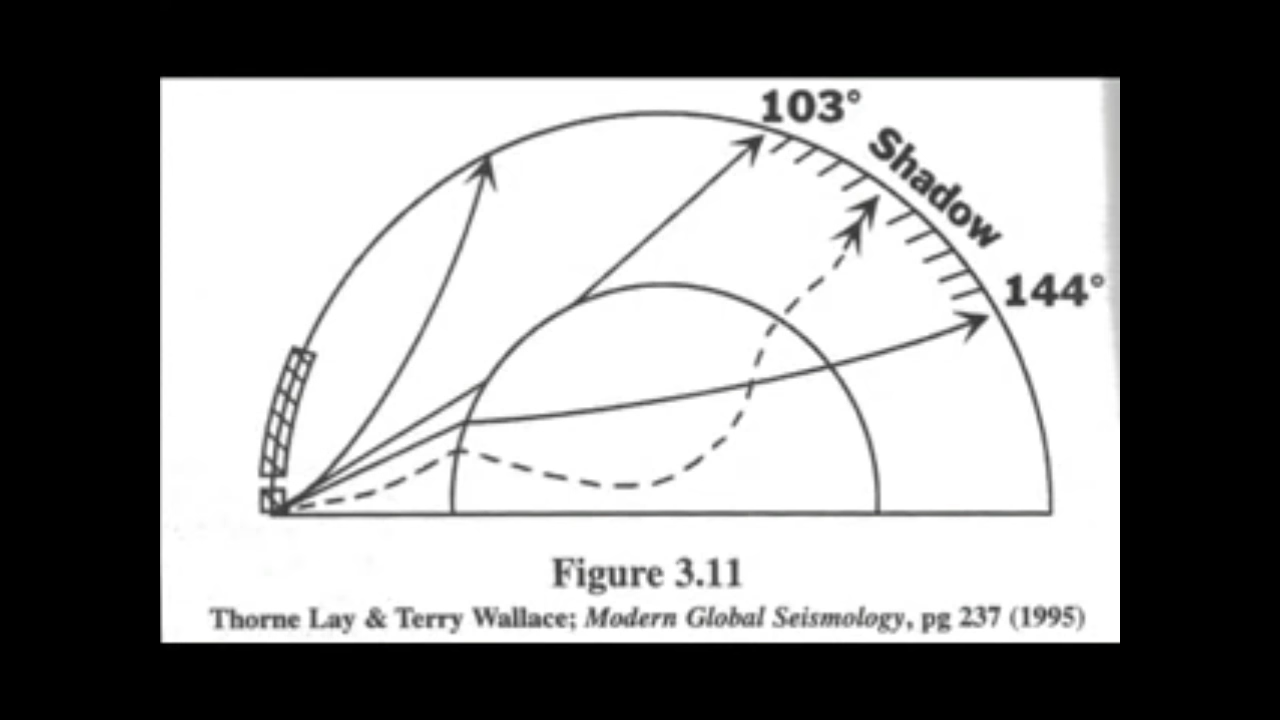 103°
Shadow
144°
Figure 3.11
Thorne Lay & Terry Wallace; Modern Global Seismology, pg 237 (1995)